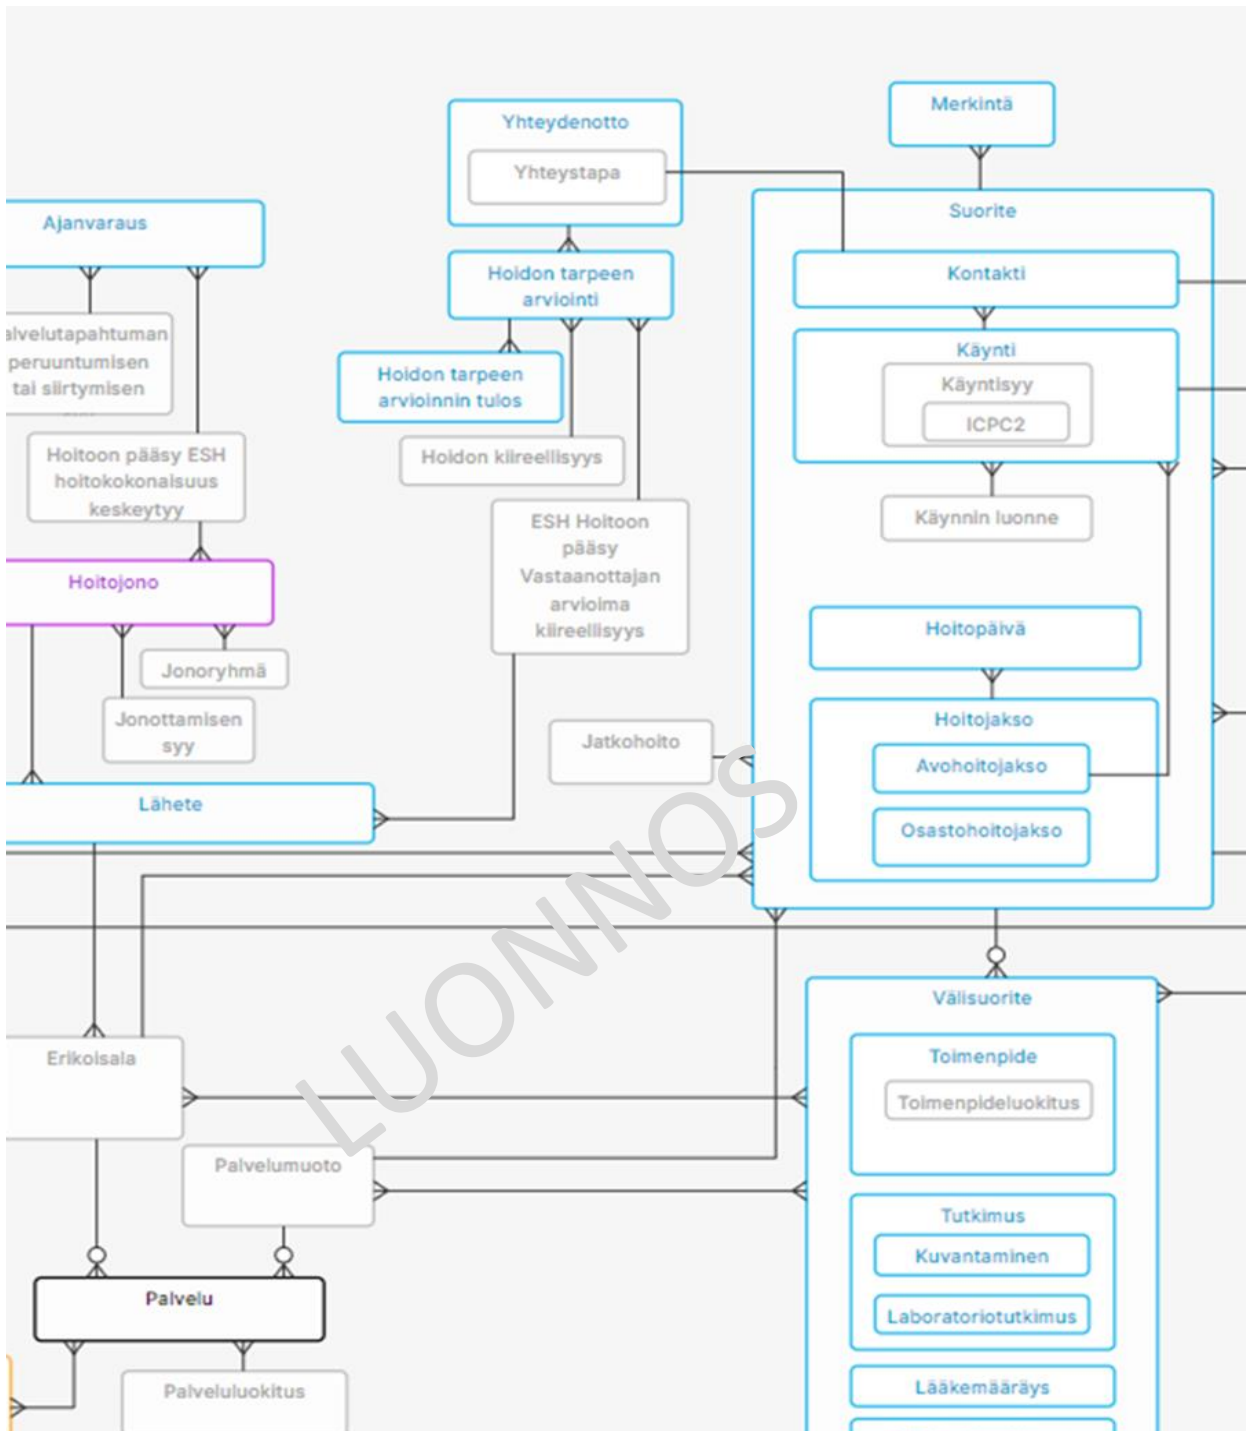 Merkintä
Yhteydenotto
Yhteystapa
Suorite
Ajanvaraus
Hoidon tarpeen
arviointi
Kontakti
alvelutapahtuman
peruuntumisen
tai siirtymisen
Käynti
Käyntisyy
ICPC2
Hoidon tarpeen
arvioinnin tulos
Hoidon kiireellisyys
Hoitoon pääsy ESH
hoitokokonaisuus
keskeytyy
Käynnin luonne
ESH Hoitoon
pääsy
Vastaanottajan
arvioima
kiireellisyys
Hoitojono
Hoitopäivä
Jonoryhmä
Jonottamisen
syy
Hoitojakso
Jatkohoito
Avohoitojakso
Lähete
Osastohoitojakso
LUONNOS
Välisuorite
Erikoisala
Toimenpide
Toimenpideluokitus
Palvelumuoto
Tutkimus
Kuvantaminen
Palvelu
Laboratoriotutkimus
Palveluluokitus
Lääkemääräys